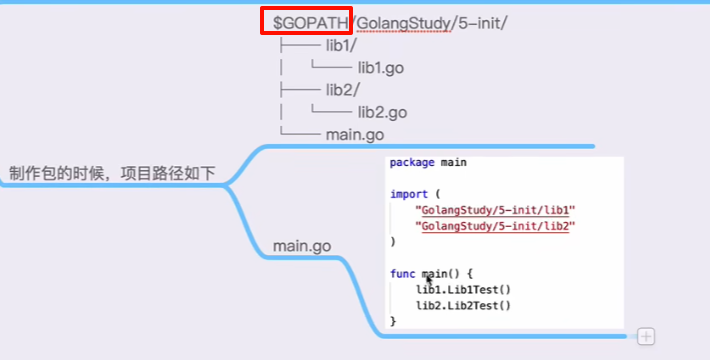 $GOPATH/GolangStudy/5-init/
├── lib1/
│ └── lib1.go
├── lib2/
│ └── lib2.go
└── main.go
制作包的时候，项目路径如下
package main
import (
"GolangStudy/5-init/lib1"
"GolangStudy/5-init/lib2"
)
main.go
func main() {
lib1.Lib1Test()
lib2.Lib2Test()
}